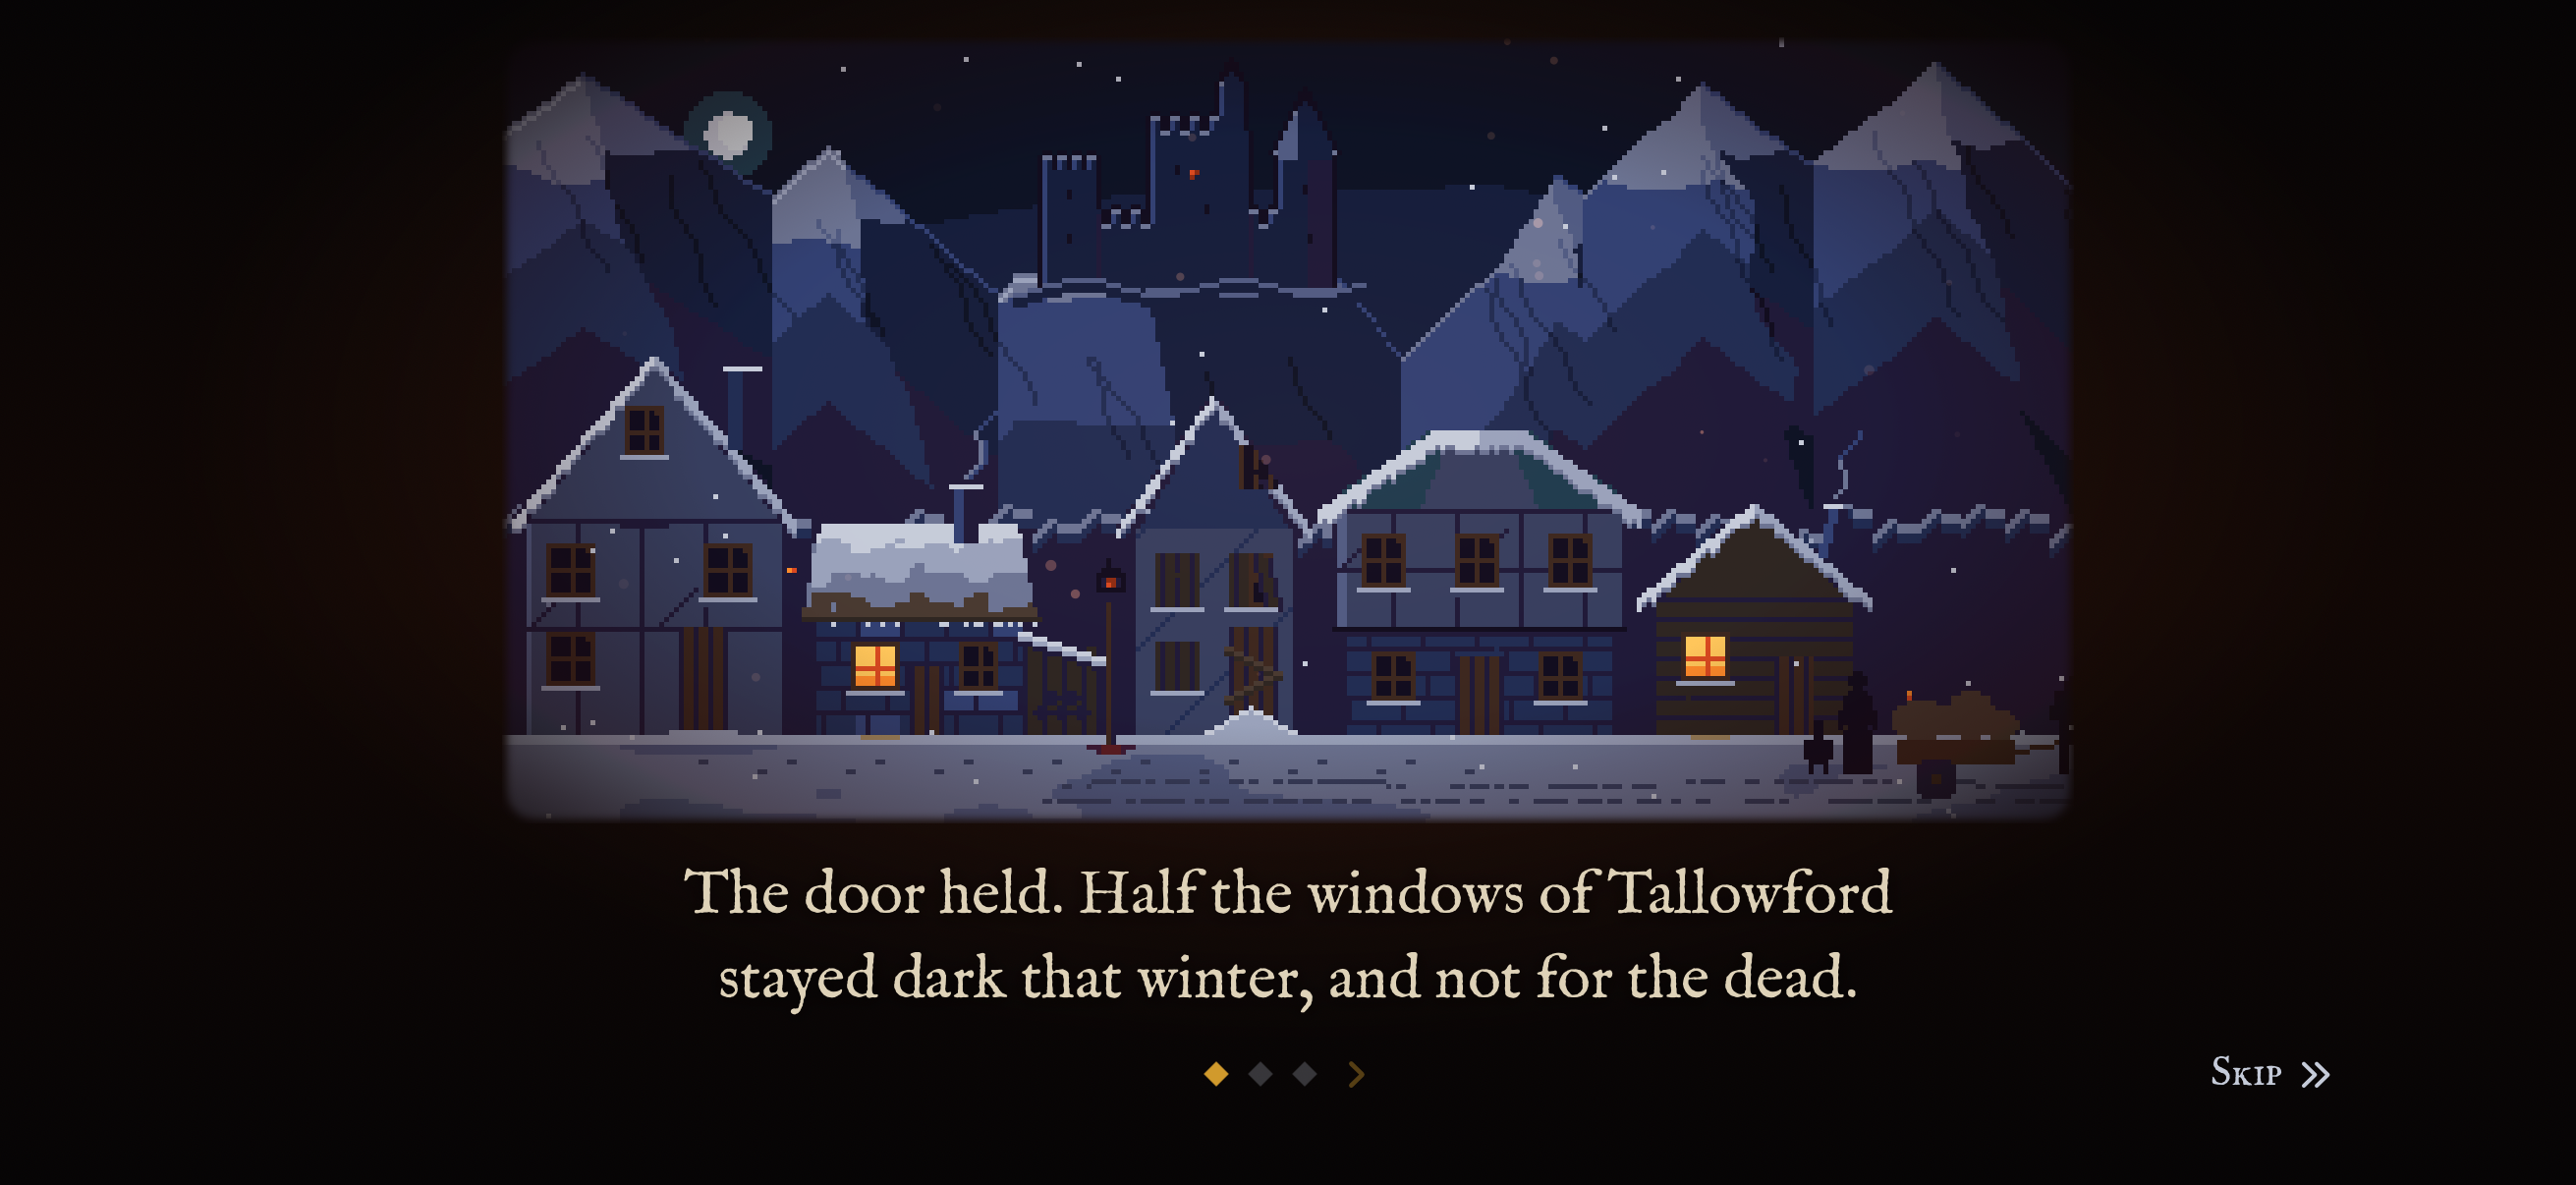 The door held. Half the windows of Tallowford
stayed dark that winter, and not for the dead.
Skip